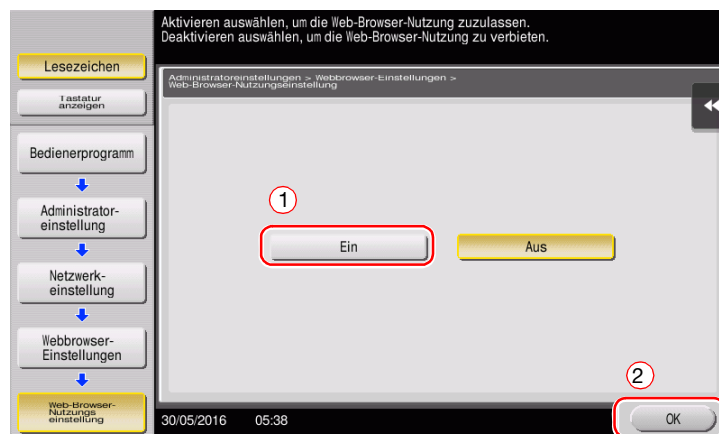 Aktivieren auswählen, um die Web-Browser-Nutzung zuzulassen.
Deaktivieren auswählen, um die Web-Browser-Nutzung zu verbieten.
Lesezeichen
Tastatur
anzeigen
Administratoreinstellungen > Webbrowser-Einstellungen >
Web-Browser-Nutzungseinstellung
Bedienerprogramm
Administrator-
einstellung
Netzwerk-
einstellung
Webbrowser-
Einstellungen
Web-Browser-
Nutzungs
einstellung
1
Ein
Aus
2
30/05/2016 05:38
OK